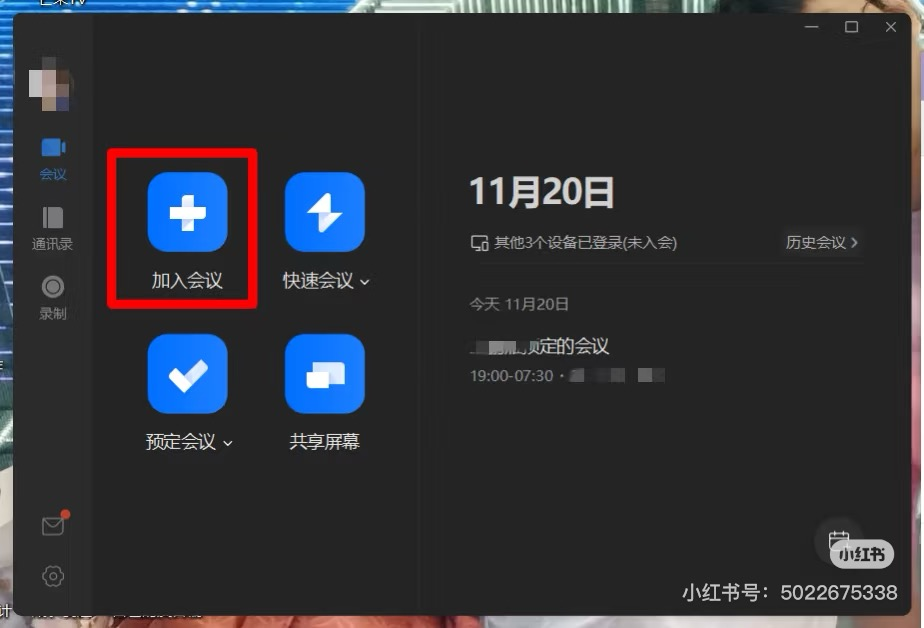 会议
通讯录
录制
加入会议
快速会议
预定会议
共享屏幕
11月20日
其他3个设备已登录(未入会)
历史会议
今天 11月20日
定的会议
19:00-07:30 ·
小红书
小红书号：5022675338